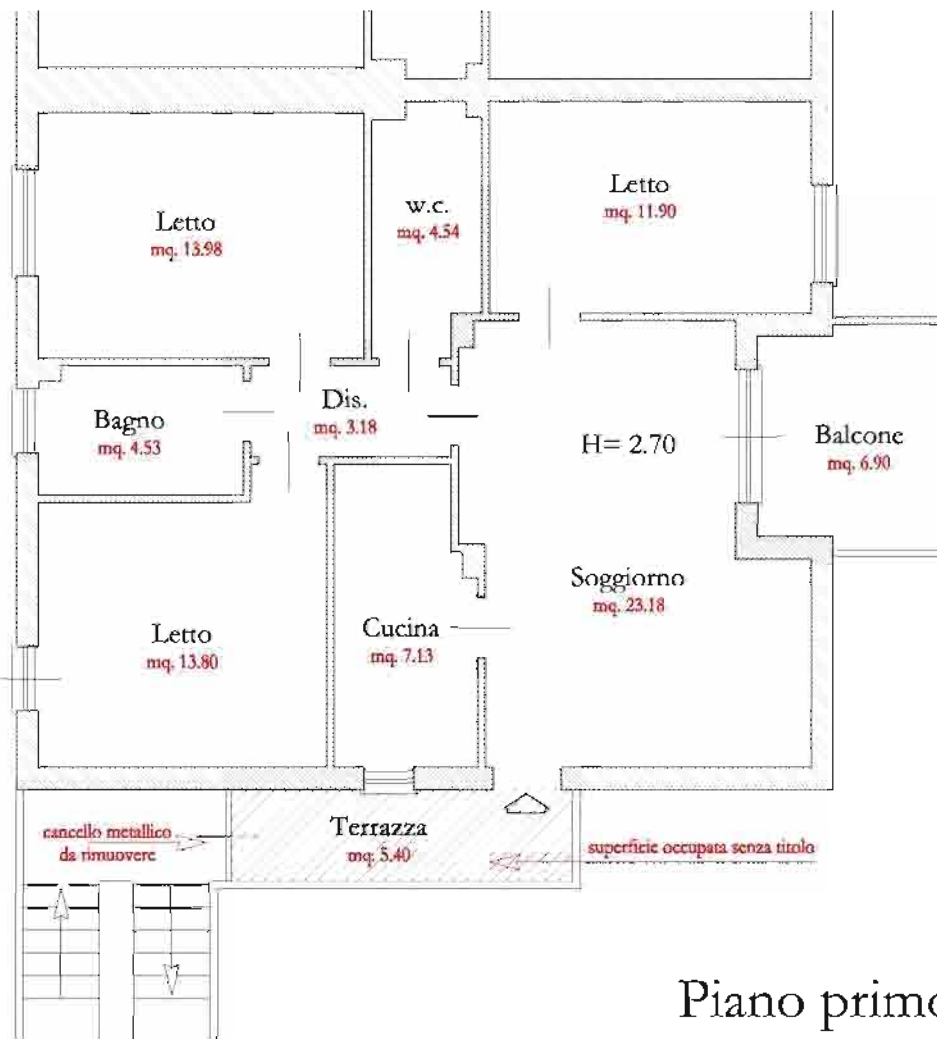 Letto
mq. 13.98
w.c.
mq. 4.54
Letto
mq. 11.90
Bagno
mq. 4.53
Dis.
mq. 3.18
H= 2.70
Balcone
mq. 6.90
Soggiorno
mq. 23.18
Letto
mq. 13.80
Cucina
mq. 7.13
cancello metallico
da rimuovere
Terrazza
mq. 5.40
superficie occupata senza titolo
Piano primo